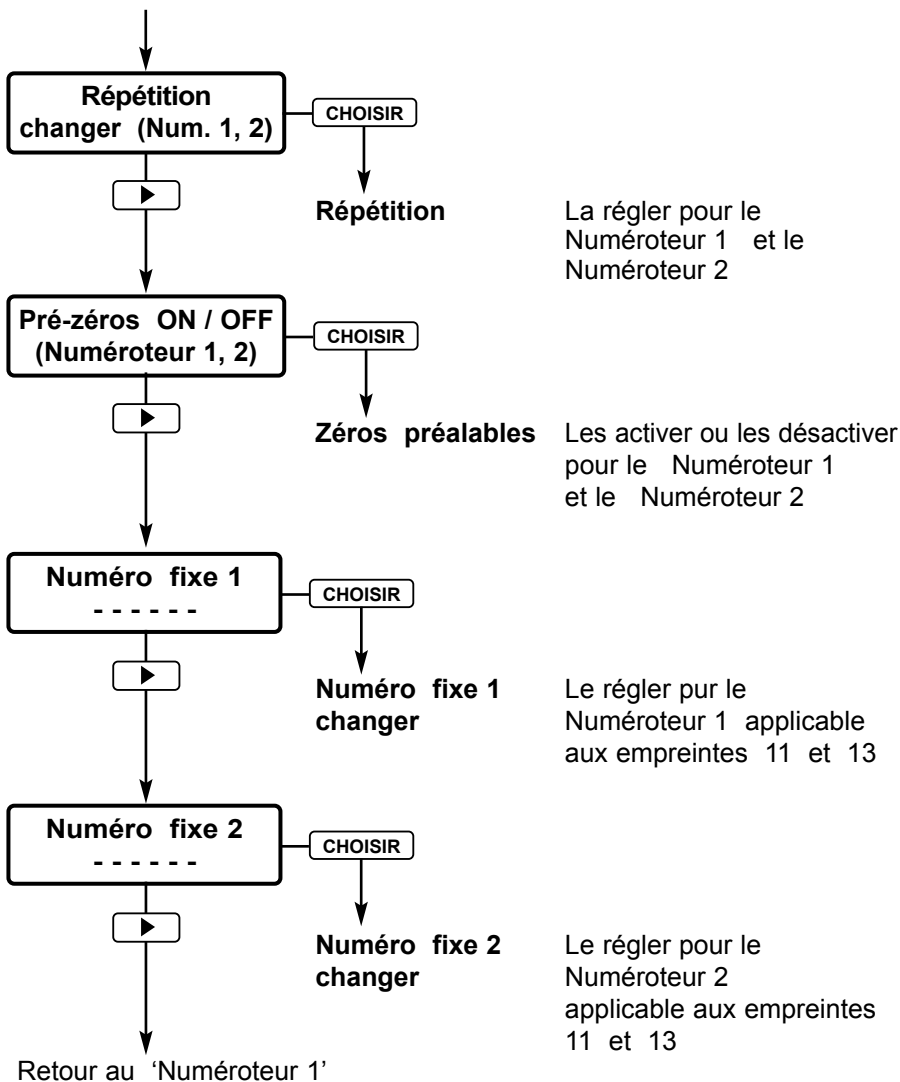 Répétition
changer (Num. 1, 2)
CHOISIR
Répétition
La régler pour le
Numéroteur 1 et le
Numéroteur 2
Pré-zéros ON / OFF
(Numéroteur 1, 2)
CHOISIR
Zéros préalables
Les activer ou les désactiver
pour le Numéroteur 1
et le Numéroteur 2
Numéro fixe 1
- - - - - -
CHOISIR
Numéro fixe 1
changer
Le régler pur le
Numéroteur 1 applicable
aux empreintes 11 et 13
Numéro fixe 2
- - - - - -
CHOISIR
Numéro fixe 2
changer
Le régler pour le
Numéroteur 2
applicable aux empreintes
11 et 13
Retour au ‘Numéroteur 1’